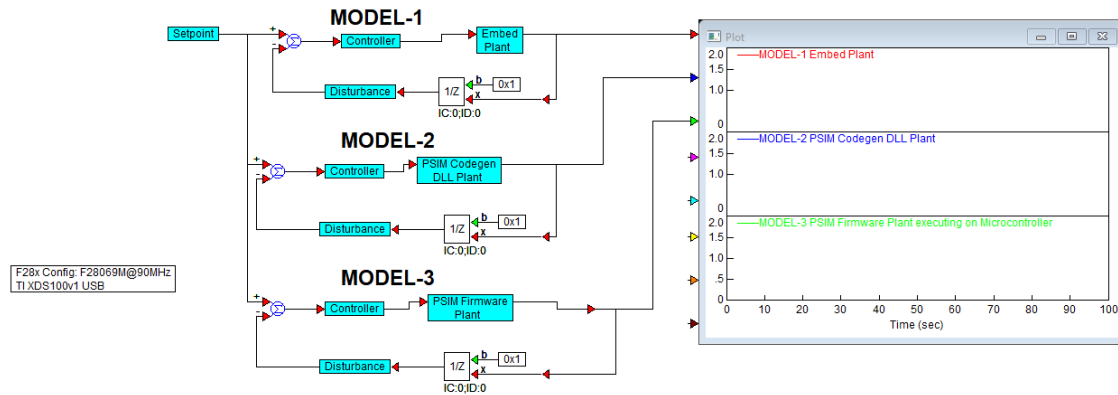 MODEL-1
Setpoint
+
-
Σ
Controller
Embed
Plant
Disturbance
1/Z
b
x
0x1
IC:0;ID:0
MODEL-2
+
-
Σ
Controller
PSIM Codegen
DLL Plant
Disturbance
1/Z
b
x
0x1
IC:0;ID:0
F28x Config: F28069M@90MHz
TI XDS100v1 USB
MODEL-3
+
-
Σ
Controller
PSIM Firmware
Plant
Disturbance
1/Z
b
x
0x1
IC:0;ID:0
Plot
2.0
1.5
1.0
0
MODEL-1 Embed Plant
2.0
1.5
1.0
0
MODEL-2 PSIM Codegen DLL Plant
2.0
1.5
1.0
.5
0
MODEL-3 PSIM Firmware Plant executing on Microcontroller
0 10 20 30 40 50 60 70 80 90 100
Time (sec)